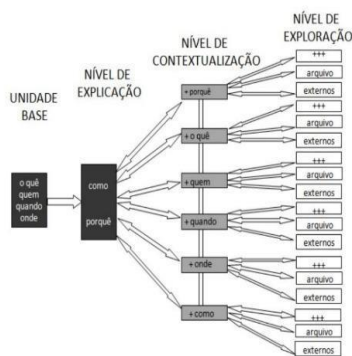 UNIDADE
BASE
NÍVEL DE
EXPLICAÇÃO
NÍVEL DE
CONTEXTUALIZAÇÃO
NÍVEL DE
EXPLORAÇÃO
o quê
quem
quando
onde
como
porquê
+ porquê
+++
arquivo
externos
+ o quê
+++
arquivo
externos
+ quem
+++
arquivo
externos
+ quando
+++
arquivo
externos
+ onde
+++
arquivo
externos
+ como
+++
arquivo
externos